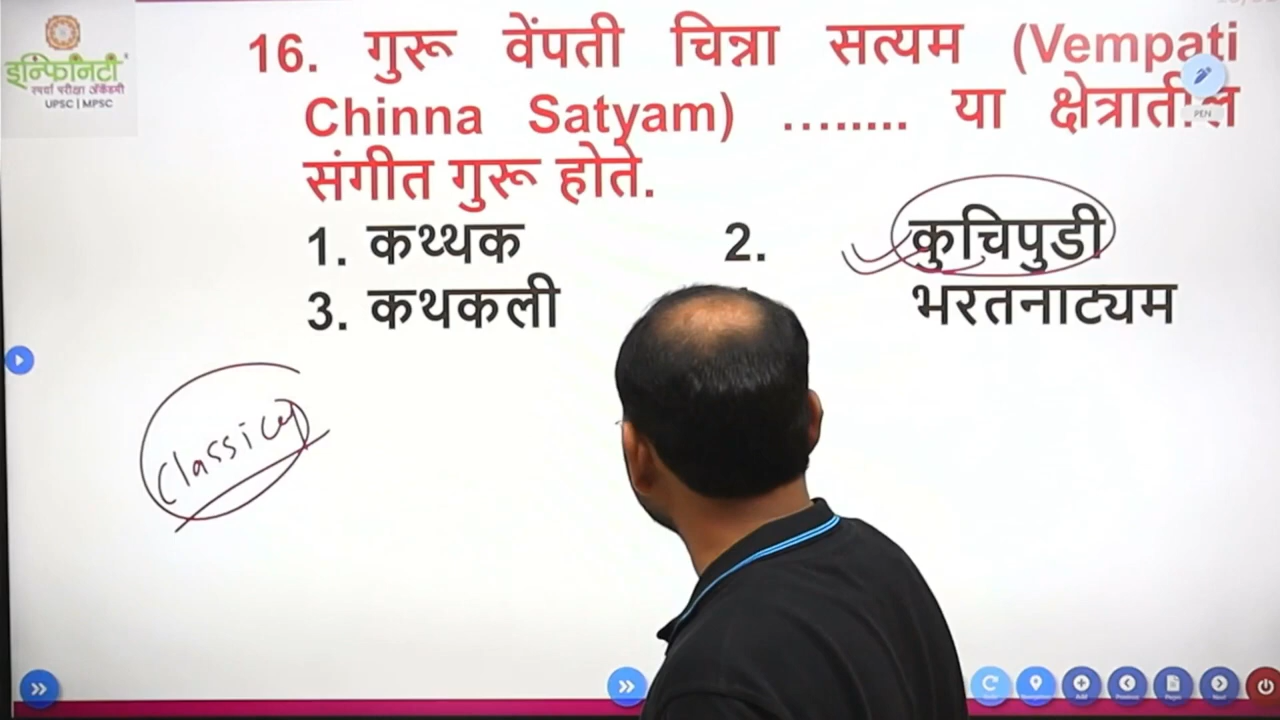 इन्फिनिटी
स्पर्धा परीक्षा अ‍ॅकॅडमी
UPSC | MPSC
16. गुरू वेंपती चिन्ना सत्यम (Vempati
Chinna Satyam) ........ या क्षेत्रातील
संगीत गुरू होते.
1. कथ्थक 2. कुचिपुडी
3. कथकली भरतनाट्यम
PEN
Classical